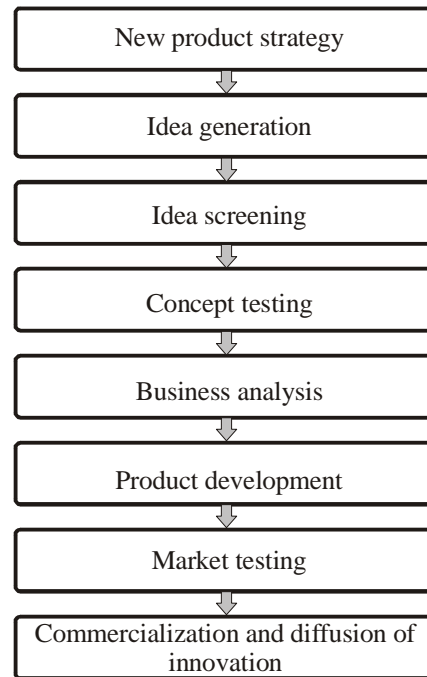 New product strategy
Idea generation
Idea screening
Concept testing
Business analysis
Product development
Market testing
Commercialization and diffusion of
innovation